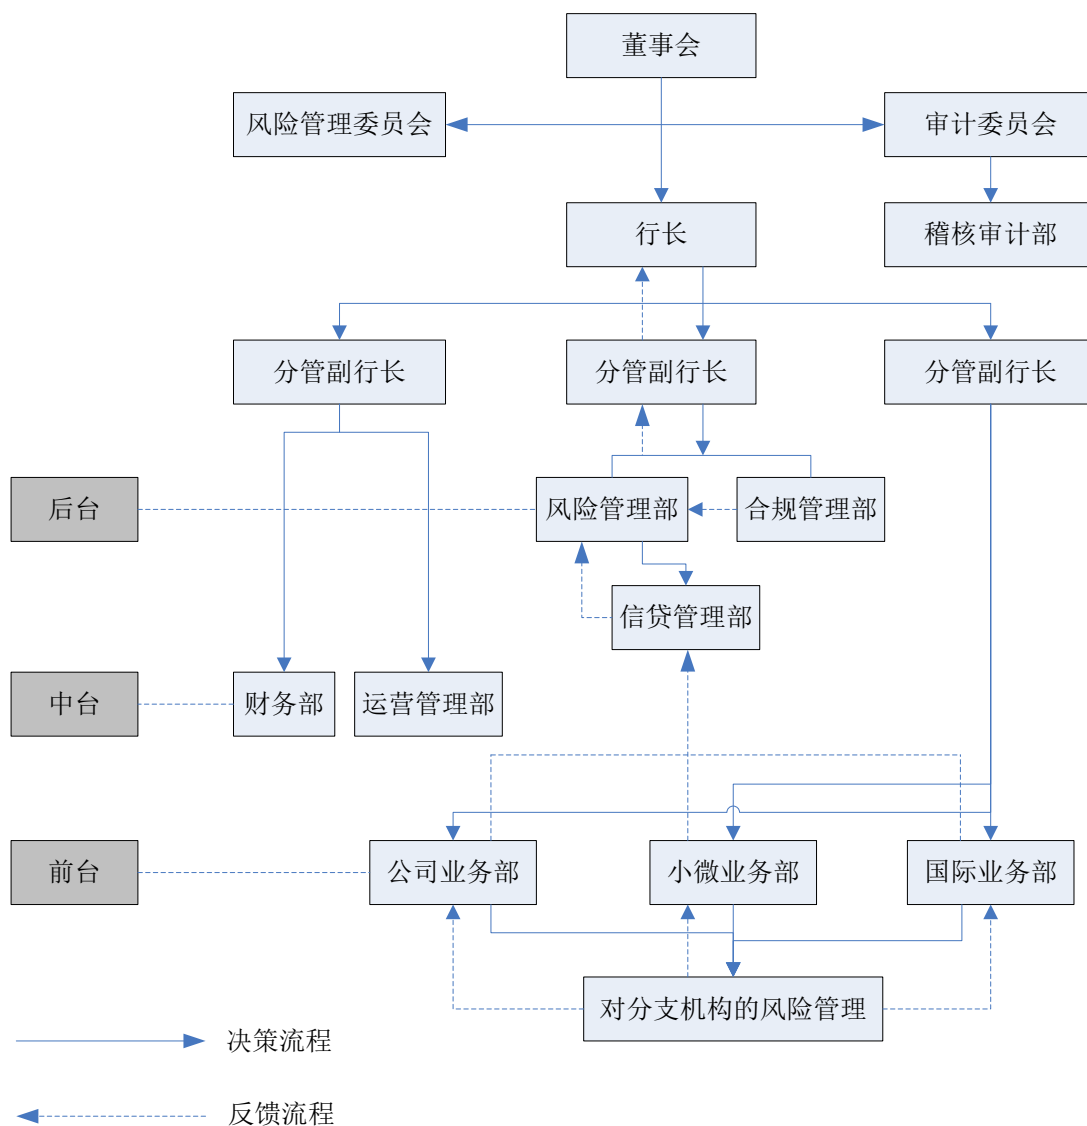 董事会
风险管理委员会
审计委员会
行长
稽核审计部
分管副行长
分管副行长
分管副行长
后台
风险管理部
合规管理部
信贷管理部
中台
财务部
运营管理部
前台
公司业务部
小微业务部
国际业务部
对分支机构的风险管理
决策流程
反馈流程